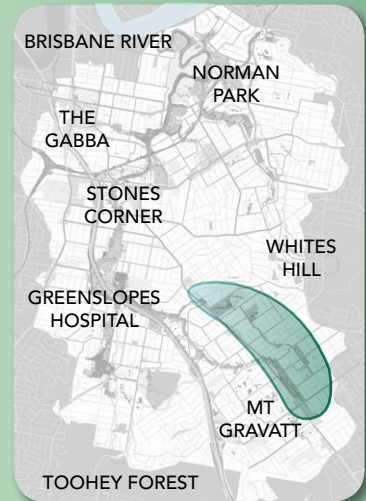 BRISBANE RIVER
NORMAN
PARK
THE
GABBA
STONES
CORNER
WHITES
HILL
GREENSLOPES
HOSPITAL
MT
GRAVATT
TOOHEY FOREST